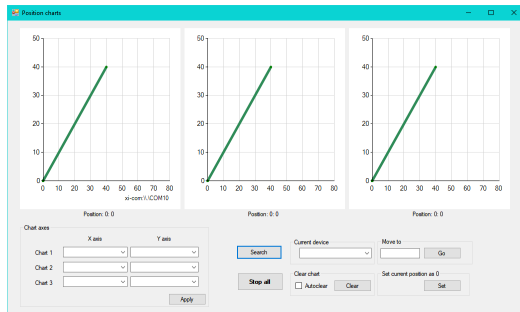 Position charts
50 50 50
40 40 40
30 30 30
20 20 20
10 10 10
0 0 0
0 10 20 30 40 50 60 70 80 0 10 20 30 40 50 60 70 80 0 10 20 30 40 50 60 70 80
xi-com:\\.\COM10
Position: 0: 0 Position: 0: 0 Position: 0: 0
Chart axes
X axis Y axis
Chart 1
Chart 2
Chart 3
Apply
Search
Stop all
Current device
Move to
Go
Clear chart
Autoclear Clear
Set current position as 0
Set